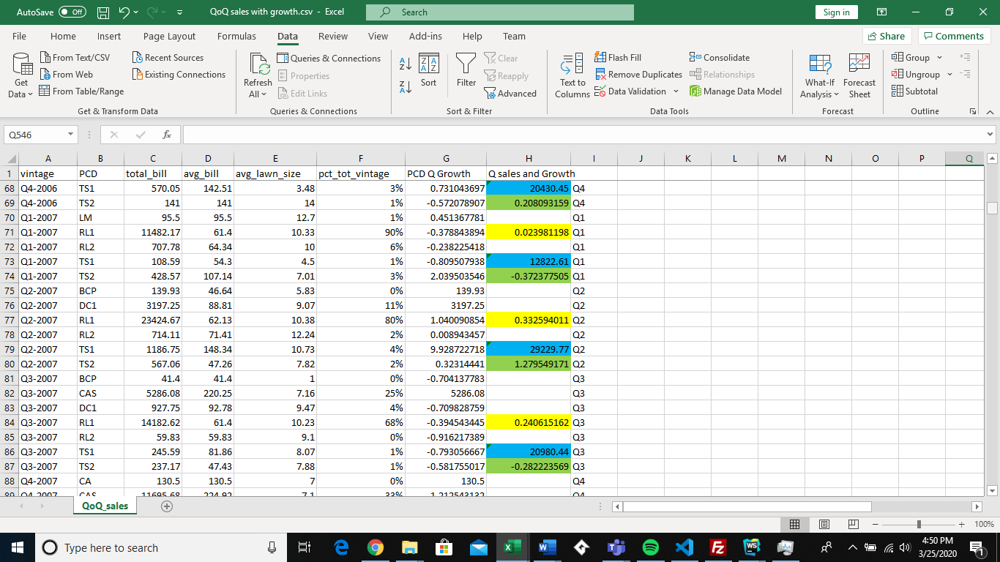 AutoSave Off QoQ sales with growth.csv - Excel Search Sign in
File Home Insert Page Layout Formulas Data Review View Add-ins Help Team Share Comments
Get Data From Text/CSV From Web From Table/Range Recent Sources Existing Connections
Get & Transform Data
Refresh All Queries & Connections Properties Edit Links
Queries & Connections
Sort Filter Clear Reapply Advanced
Sort & Filter
Text to Columns Flash Fill Remove Duplicates Data Validation Consolidate Relationships Manage Data Model
Data Tools
What-If Analysis Forecast Sheet
Forecast
Group Ungroup Subtotal
Outline
Q546 fx
A B C D E F G H I J K L M N O P Q
1 vintage PCD total_bill avg_bill avg_lawn_size pct_tot_vintage PCD Q Growth Q sales and Growth
68 Q4-2006 TS1 570.05 142.51 3.48 3% 0.731043697 20430.45 Q4
69 Q4-2006 TS2 141 141 14 1% -0.572078907 0.208093159 Q4
70 Q1-2007 LM 95.5 95.5 12.7 1% 0.451367781 Q1
71 Q1-2007 RL1 11482.17 61.4 10.33 90% -0.378843894 0.023981198 Q1
72 Q1-2007 RL2 707.78 64.34 10 6% -0.238225418 Q1
73 Q1-2007 TS1 108.59 54.3 4.5 1% -0.809507938 12822.61 Q1
74 Q1-2007 TS2 428.57 107.14 7.01 3% 2.039503546 -0.372377505 Q1
75 Q2-2007 BCP 139.93 46.64 5.83 0% 139.93 Q2
76 Q2-2007 DC1 3197.25 88.81 9.07 11% 3197.25 Q2
77 Q2-2007 RL1 23424.67 62.13 10.38 80% 1.040090854 0.332594011 Q2
78 Q2-2007 RL2 714.11 71.41 12.24 2% 0.008943457 Q2
79 Q2-2007 TS1 1186.75 148.34 10.73 4% 9.928722718 29229.77 Q2
80 Q2-2007 TS2 567.06 47.26 7.82 2% 0.32314441 1.279549171 Q2
81 Q3-2007 BCP 41.4 41.4 1 0% -0.704137783 Q3
82 Q3-2007 CAS 5286.08 220.25 7.16 25% 5286.08 Q3
83 Q3-2007 DC1 927.75 92.78 9.47 4% -0.709828759 Q3
84 Q3-2007 RL1 14182.62 61.4 10.23 68% -0.394543445 0.240615162 Q3
85 Q3-2007 RL2 59.83 59.83 9.1 0% -0.916217389 Q3
86 Q3-2007 TS1 245.59 81.86 8.07 1% -0.793056667 20980.44 Q3
87 Q3-2007 TS2 237.17 47.43 7.88 1% -0.581755017 -0.282223569 Q3
88 Q4-2007 CA 130.5 130.5 7 0% 130.5 Q4
89 Q4-2007 CAS 11695.68 224.92 7.1 33% 1.212543132 Q4
QoQ_sales
100%
Type here to search 4:50 PM
3/25/2020 1